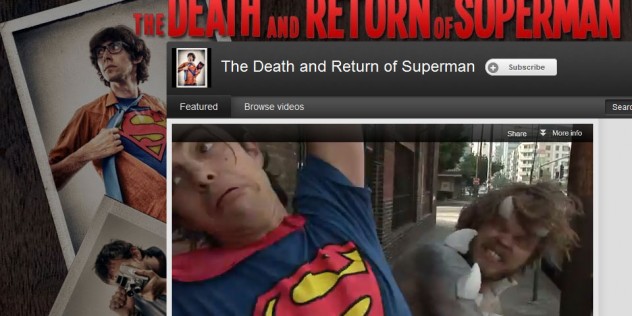 THE DEATH AND RETURN OF SUPERMAN
The Death and Return of Superman
Subscribe
Featured Browse videos
Searc
Share More info